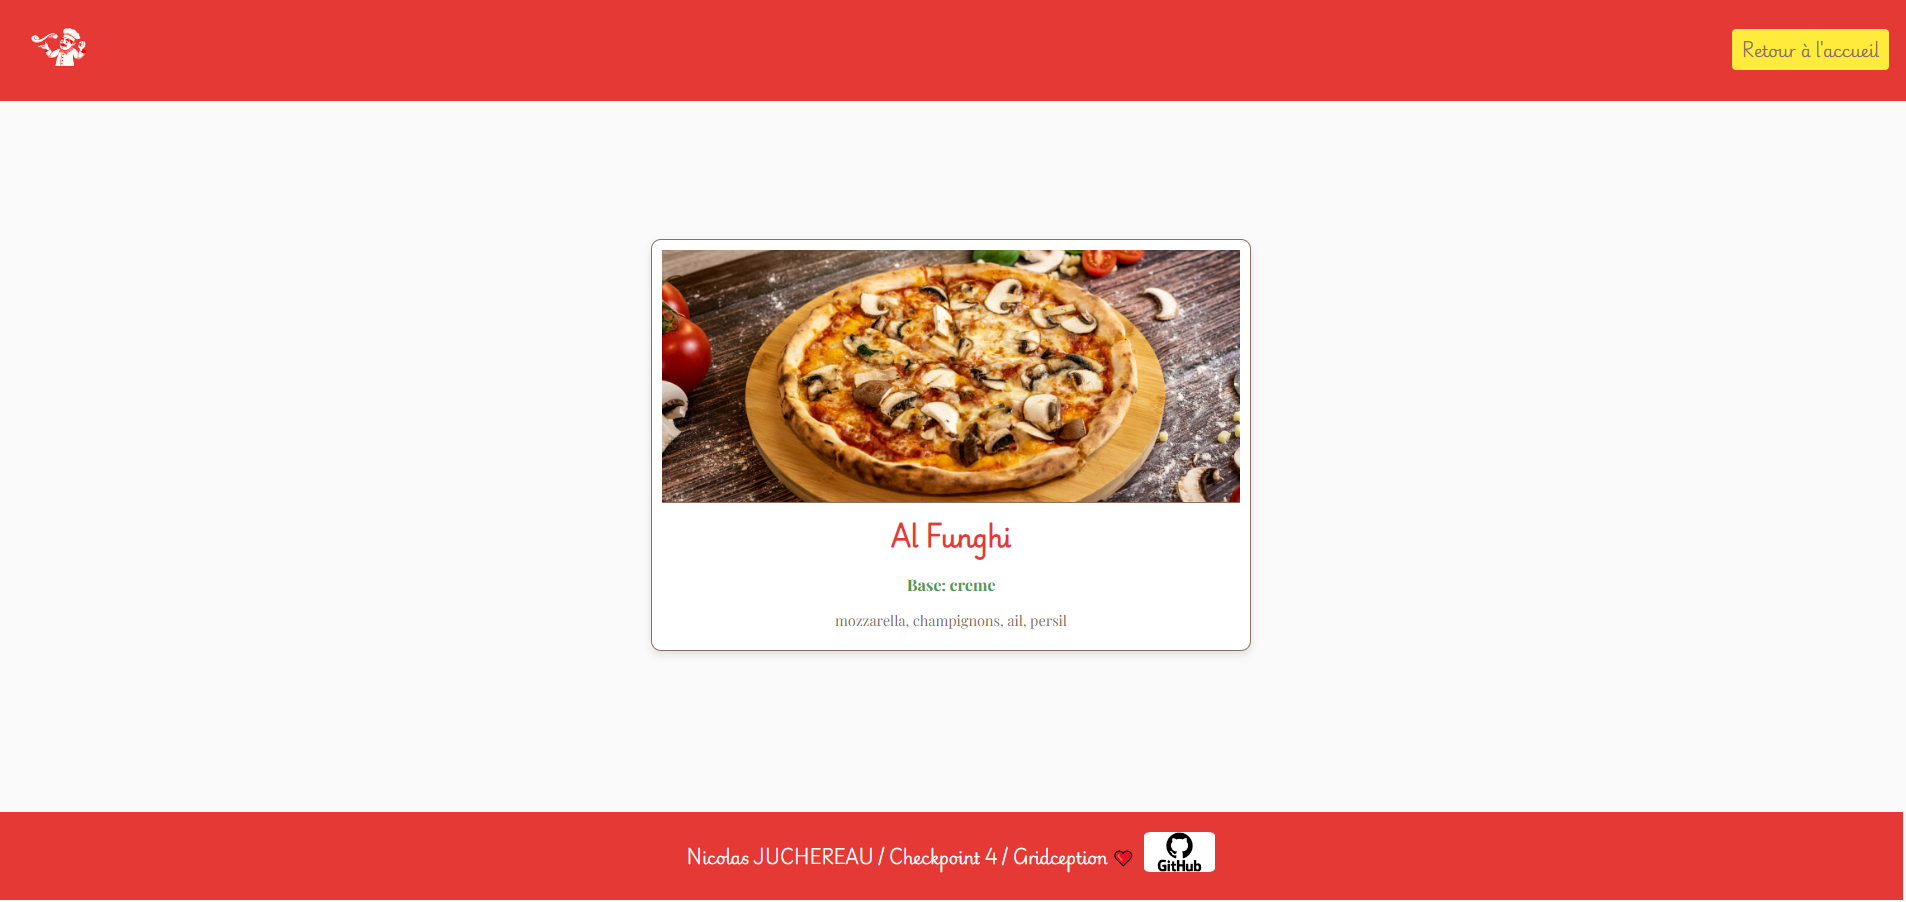 Retour à l'accueil
Al Funghi
Base: creme
mozzarella, champignons, ail, persil
Nicolas JUCHEREAU / Checkpoint 4 / Gridception
GitHub